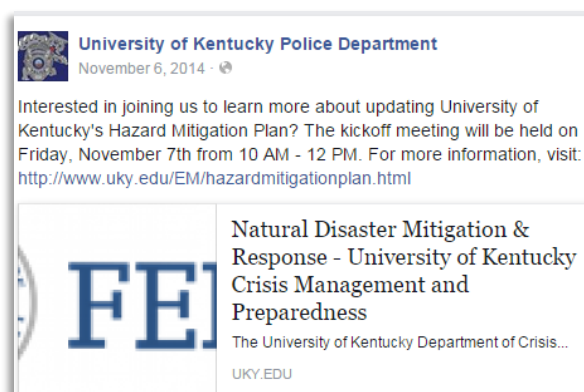 University of Kentucky Police Department
November 6, 2014 ·
Interested in joining us to learn more about updating University of
Kentucky's Hazard Mitigation Plan? The kickoff meeting will be held on
Friday, November 7th from 10 AM - 12 PM. For more information, visit:
http://www.uky.edu/EM/hazardmitigationplan.html
FE
Natural Disaster Mitigation &
Response - University of Kentucky
Crisis Management and
Preparedness
The University of Kentucky Department of Crisis...
UKY.EDU